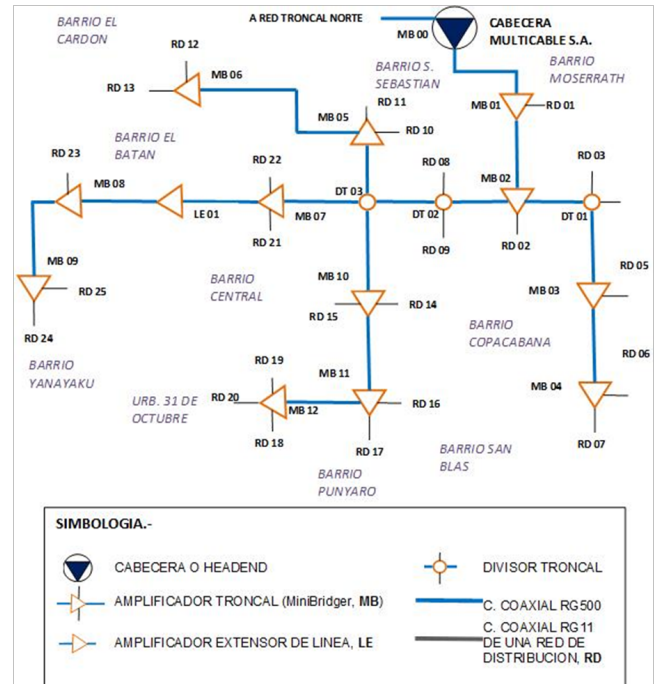 A RED TRONCAL NORTE
MB 00
CABECERA
MULTICABLE S.A.
BARRIO EL
CARDON
RD 12
RD 13
MB 06
BARRIO S.
SEBASTIAN
BARRIO
MOSERRATH
RD 11
MB 05
RD 10
MB 01
RD 01
BARRIO EL
BATAN
RD 23
RD 22
RD 08
RD 03
MB 08
DT 03
MB 02
LE 01
MB 07
DT 02
DT 01
RD 21
RD 09
RD 02
MB 09
RD 25
RD 24
BARRIO
CENTRAL
MB 10
RD 15
RD 14
MB 03
RD 05
BARRIO
COPACABANA
RD 06
BARRIO
YANAYAKU
RD 19
MB 11
MB 04
URB. 31 DE
OCTUBRE
RD 20
MB 12
RD 16
RD 18
RD 17
RD 07
BARRIO SAN
BLAS
BARRIO
PUNYARO
SIMBOLOGIA.-
CABECERA O HEADEND
AMPLIFICADOR TRONCAL (MiniBridger, MB)
AMPLIFICADOR EXTENSOR DE LINEA, LE
DIVISOR TRONCAL
C. COAXIAL RG500
C. COAXIAL RG11
DE UNA RED DE
DISTRIBUCION, RD